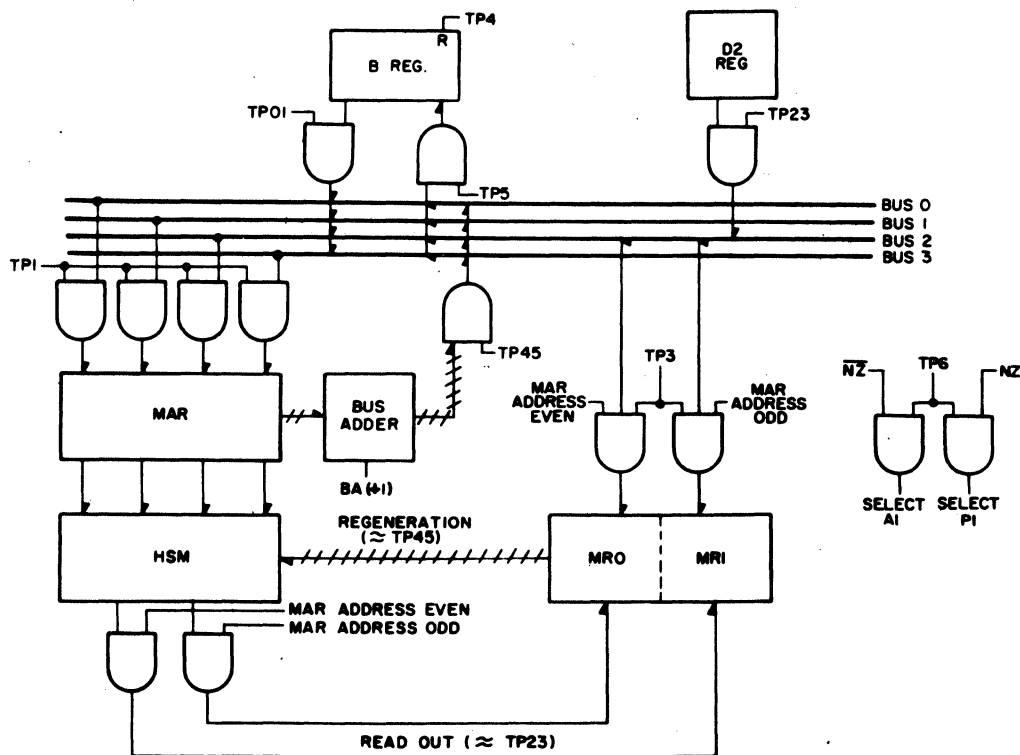 TP4
R
B REG.
D2
REG
TP01
TP23
TP5
BUS 0
BUS 1
BUS 2
BUS 3
TP1
TP45
TP3
MAR
ADDRESS
EVEN
MAR
ADDRESS
ODD
NZ
TP6
NZ
MAR
BUS
ADDER
BA(+1)
SELECT
A1
SELECT
P1
REGENERATION
(≈ TP45)
HSM
MR0
MR1
MAR ADDRESS EVEN
MAR ADDRESS ODD
READ OUT (≈ TP23)